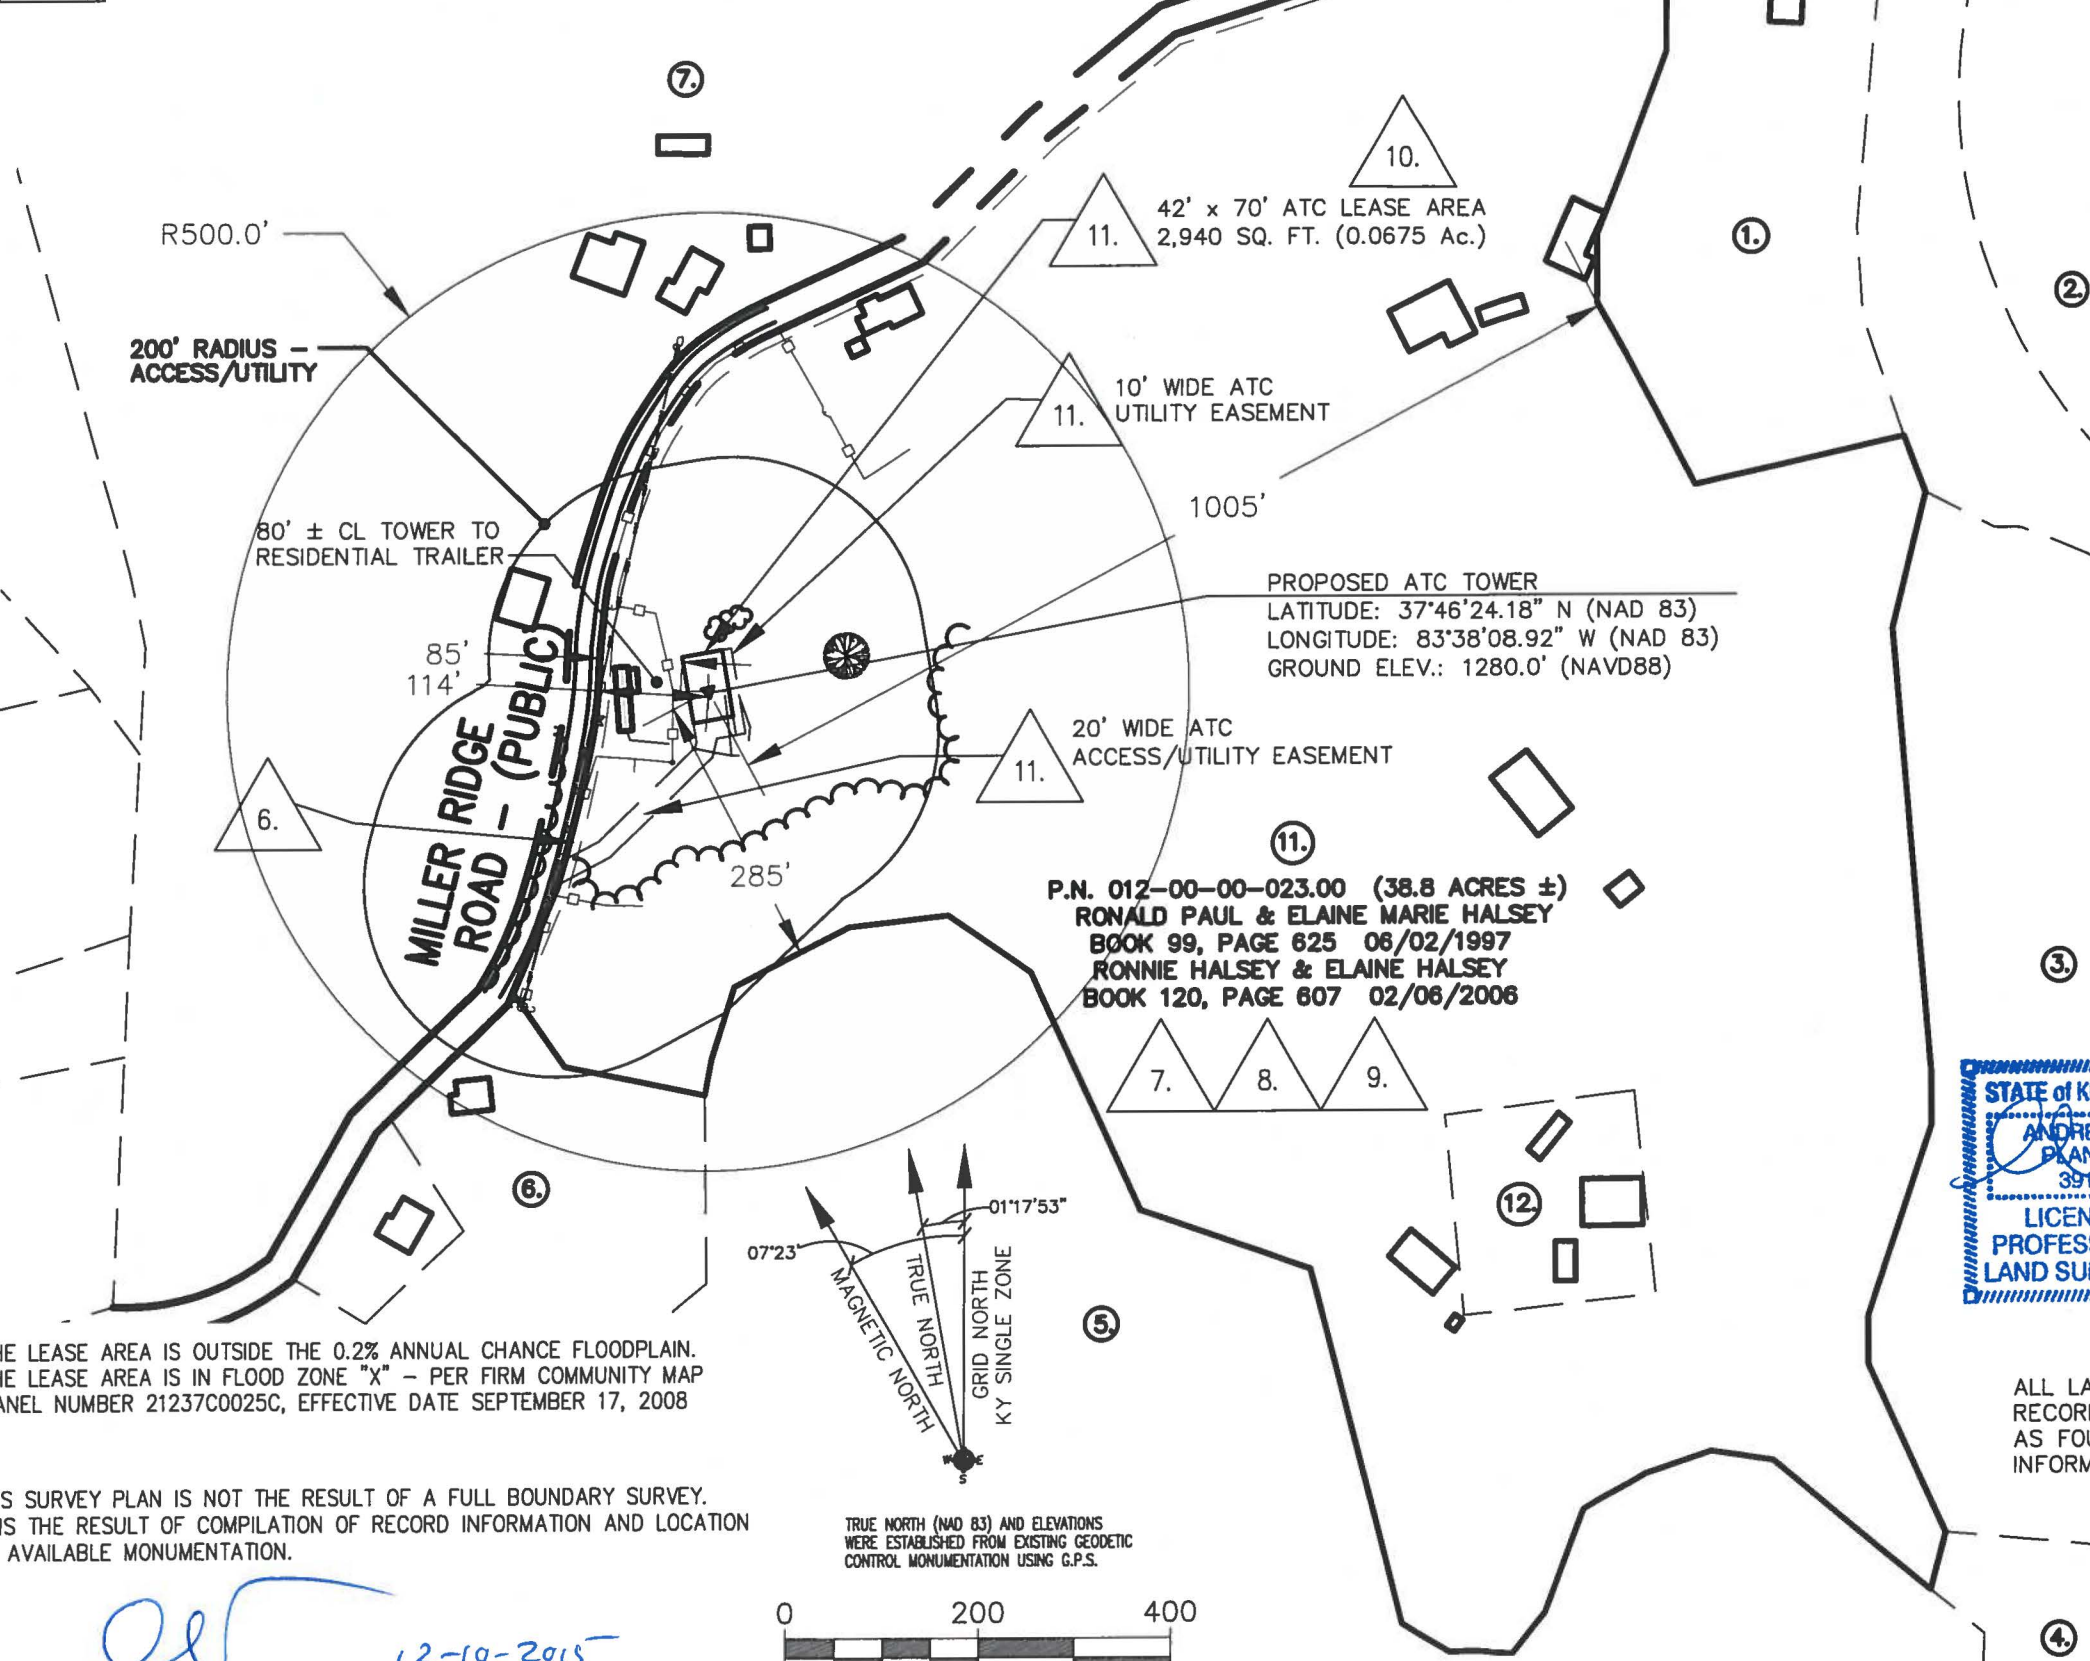 7.
10.
R500.0'
11.
42' x 70' ATC LEASE AREA
2,940 SQ. FT. (0.0675 Ac.)
1.
2.
200' RADIUS –
ACCESS/UTILITY
11.
10' WIDE ATC
UTILITY EASEMENT
1005'
80' ± CL TOWER TO
RESIDENTIAL TRAILER
PROPOSED ATC TOWER
LATITUDE: 37°46'24.18" N (NAD 83)
LONGITUDE: 83°38'08.92" W (NAD 83)
GROUND ELEV.: 1280.0' (NAVD88)
85'
114'
MILLER RIDGE
ROAD – (PUBLIC)
11.
20' WIDE ATC
ACCESS/UTILITY EASEMENT
6.
285'
11.
P.N. 012–00–00–023.00 (38.8 ACRES ±)
RONALD PAUL & ELAINE MARIE HALSEY
BOOK 99, PAGE 625 06/02/1997
RONNIE HALSEY & ELAINE HALSEY
BOOK 120, PAGE 607 02/06/2006
3.
7.
8.
9.
STATE of K
ANDRE
PLAN
391
LICEN
PROFES
LAND SU
6.
12.
01°17'53"
07°23'
MAGNETIC NORTH
TRUE NORTH
GRID NORTH
KY SINGLE ZONE
W E
S
5.
HE LEASE AREA IS OUTSIDE THE 0.2% ANNUAL CHANCE FLOODPLAIN.
HE LEASE AREA IS IN FLOOD ZONE "X" – PER FIRM COMMUNITY MAP
ANEL NUMBER 21237C0025C, EFFECTIVE DATE SEPTEMBER 17, 2008
ALL LA
RECOR
AS FOU
INFORM
S SURVEY PLAN IS NOT THE RESULT OF A FULL BOUNDARY SURVEY.
IS THE RESULT OF COMPILATION OF RECORD INFORMATION AND LOCATION
AVAILABLE MONUMENTATION.
TRUE NORTH (NAD 83) AND ELEVATIONS
WERE ESTABLISHED FROM EXISTING GEODETIC
CONTROL MONUMENTATION USING G.P.S.
0 200 400
12-10-2015
4.